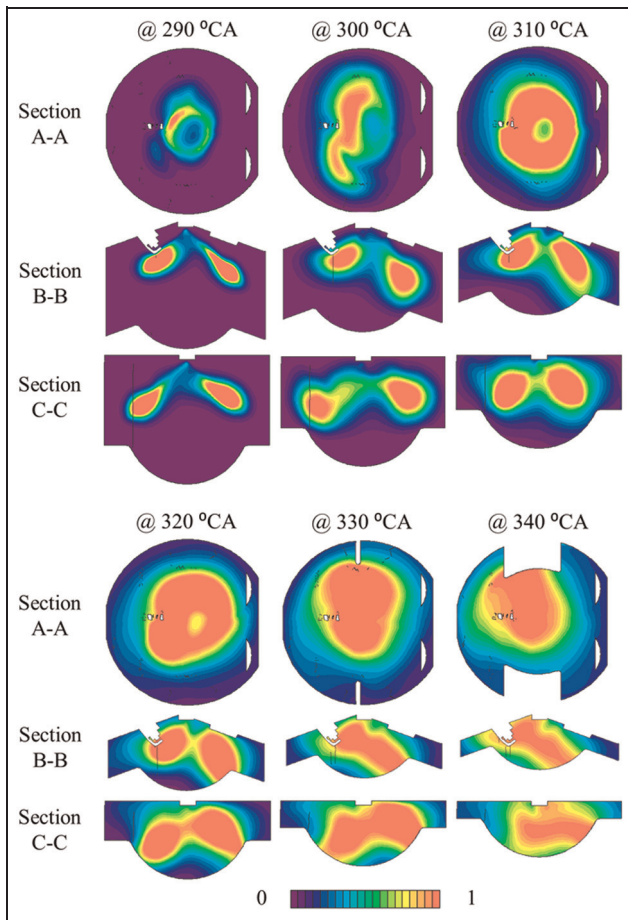 @ 290 ºCA @ 300 ºCA @ 310 ºCA
Section
A-A
Section
B-B
Section
C-C
@ 320 ºCA @ 330 ºCA @ 340 ºCA
Section
A-A
Section
B-B
Section
C-C
0 1